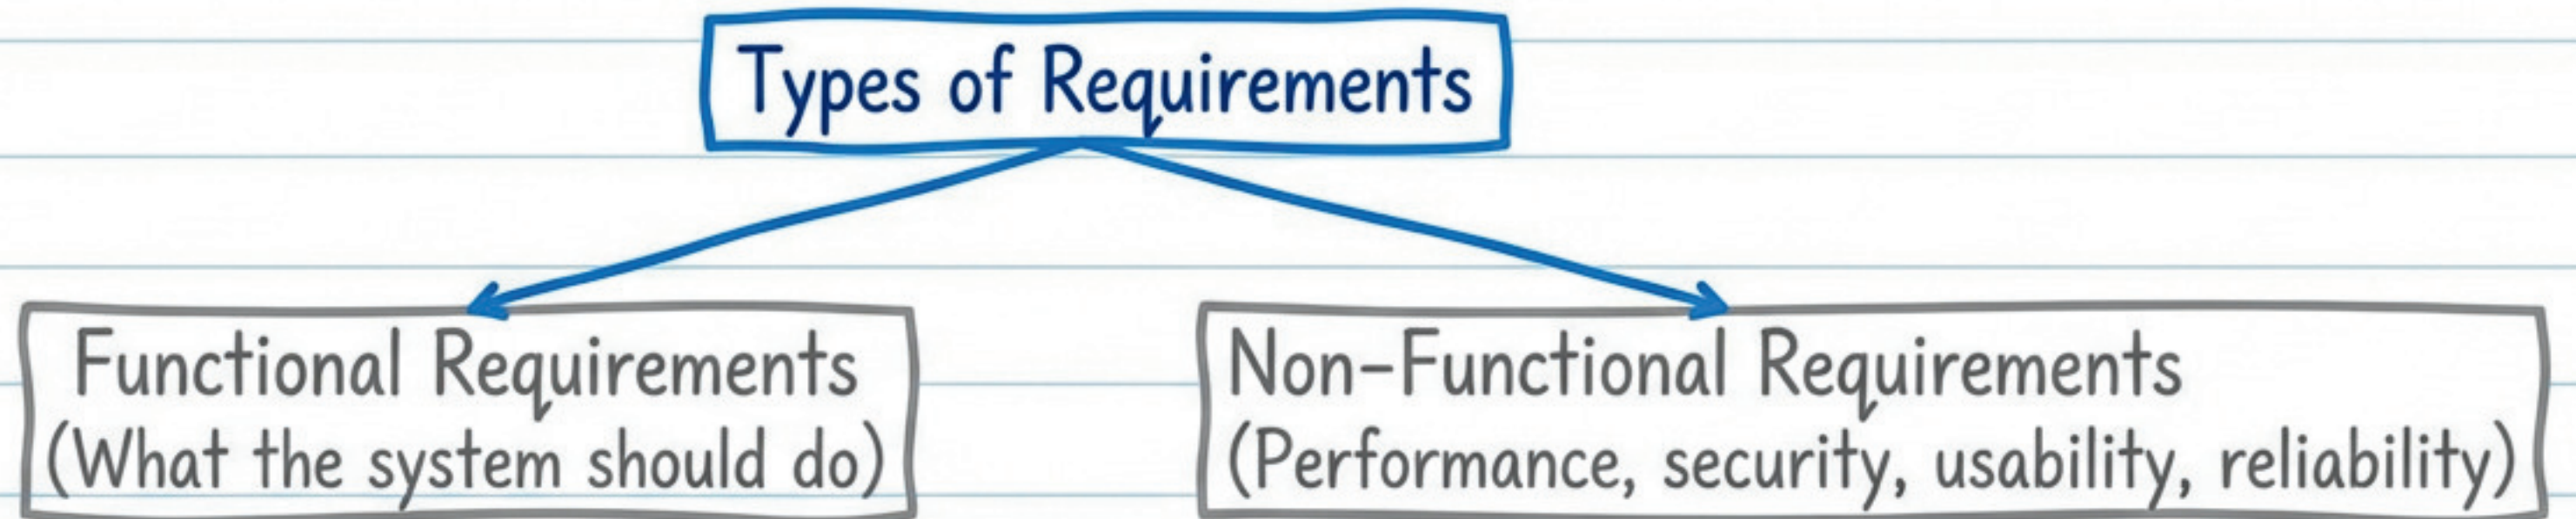 Types of Requirements
Functional Requirements
(What the system should do)
Non-Functional Requirements
(Performance, security, usability, reliability)